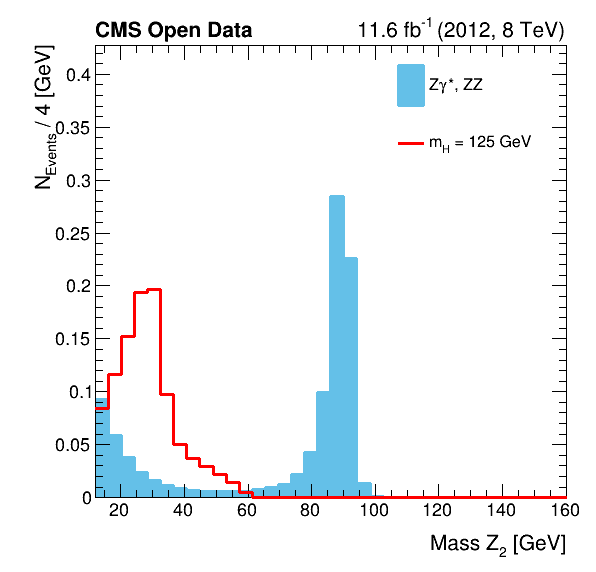 CMS Open Data
11.6 fb⁻¹ (2012, 8 TeV)
N_Events / 4 [GeV]
0.4
0.35
0.3
0.25
0.2
0.15
0.1
0.05
0
Zγ*, ZZ
m_H = 125 GeV
20 40 60 80 100 120 140 160
Mass Z₂ [GeV]